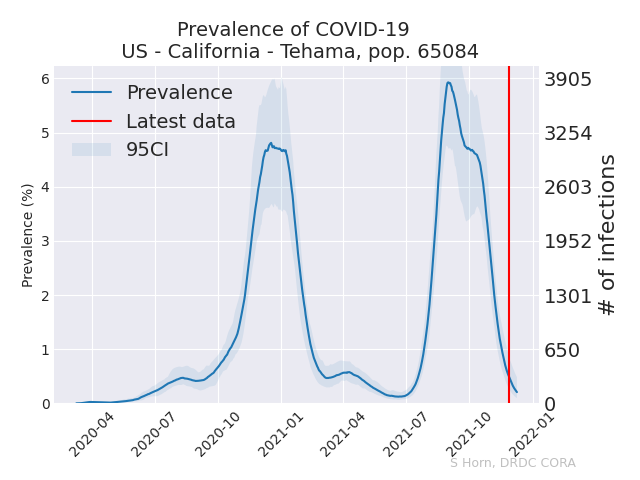 Prevalence of COVID-19
US - California - Tehama, pop. 65084
Prevalence
Latest data
95CI
Prevalence (%)
6
5
4
3
2
1
0
3905
3254
2603
1952
1301
650
0
# of infections
2020-04
2020-07
2020-10
2021-01
2021-04
2021-07
2021-10
2022-01
S Horn, DRDC CORA